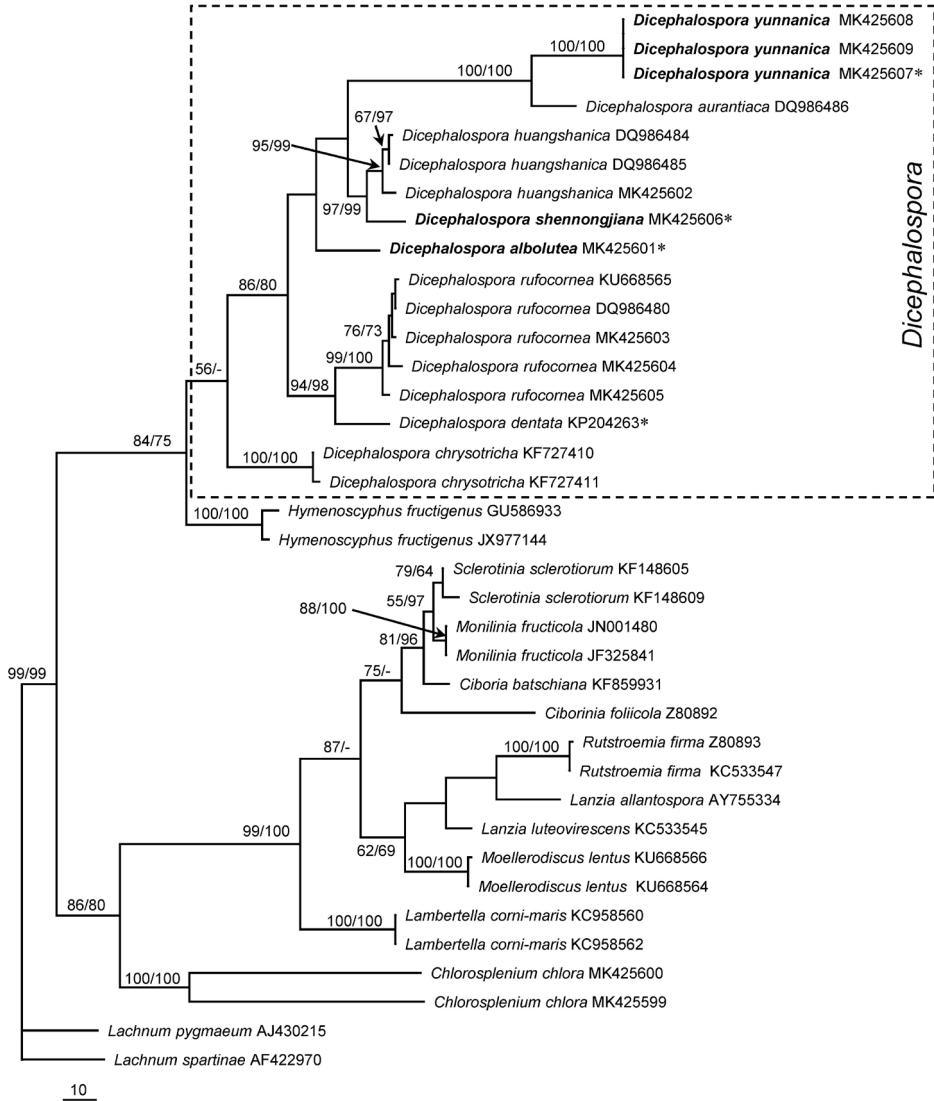 Dicephalospora yunnanica MK425608
100/100
Dicephalospora yunnanica MK425609
100/100
Dicephalospora yunnanica MK425607*
Dicephalospora aurantiaca DQ986486
67/97
Dicephalospora huangshanica DQ986484
95/99
Dicephalospora huangshanica DQ986485
Dicephalospora huangshanica MK425602
97/99
Dicephalospora shennongjiana MK425606*
Dicephalospora albolutea MK425601*
Dicephalospora
86/80
Dicephalospora rufocornea KU668565
Dicephalospora rufocornea DQ986480
76/73
Dicephalospora rufocornea MK425603
99/100
Dicephalospora rufocornea MK425604
56/-
94/98
Dicephalospora rufocornea MK425605
Dicephalospora dentata KP204263*
84/75
Dicephalospora chrysotricha KF727410
100/100
Dicephalospora chrysotricha KF727411
Hymenoscyphus fructigenus GU586933
100/100
Hymenoscyphus fructigenus JX977144
79/64
Sclerotinia sclerotiorum KF148605
55/97
Sclerotinia sclerotiorum KF148609
88/100
Monilinia fructicola JN001480
81/96
Monilinia fructicola JF325841
99/99
75/-
Ciboria batschiana KF859931
Ciborinia foliicola Z80892
87/-
100/100
Rutstroemia firma Z80893
Rutstroemia firma KC533547
Lanzia allantospora AY755334
99/100
Lanzia luteovirescens KC533545
62/69
Moellerodiscus lentus KU668566
100/100
Moellerodiscus lentus KU668564
86/80
Lambertella corni-maris KC958560
100/100
Lambertella corni-maris KC958562
Chlorosplenium chlora MK425600
100/100
Chlorosplenium chlora MK425599
Lachnum pygmaeum AJ430215
Lachnum spartinae AF422970
10